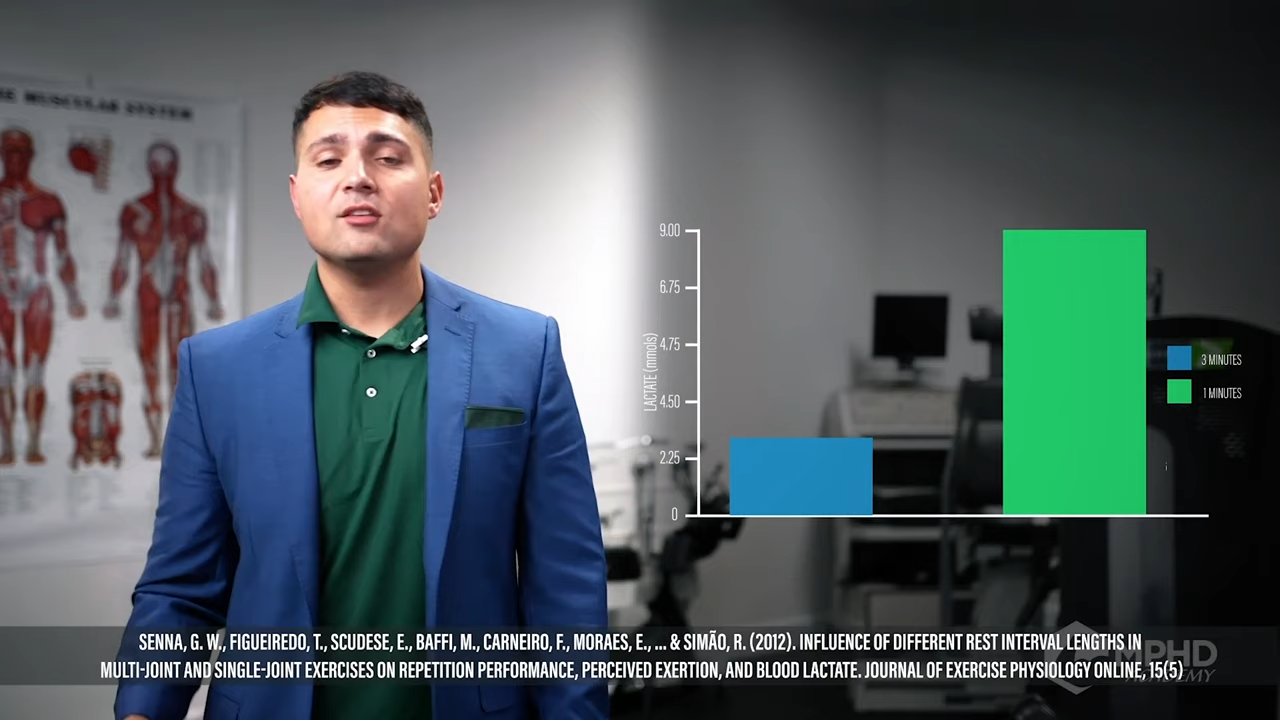 THE MUSCULAR SYSTEM
9.00
6.75
4.75
4.50
2.25
0
LACTATE (mmols)
3 MINUTES
1 MINUTES
SENNA, G. W., FIGUEIREDO, T., SCUDESE, E., BAFFI, M., CARNEIRO, F., MORAES, E., ... & SIMÃO, R. (2012). INFLUENCE OF DIFFERENT REST INTERVAL LENGTHS IN
MULTI-JOINT AND SINGLE-JOINT EXERCISES ON REPETITION PERFORMANCE, PERCEIVED EXERTION, AND BLOOD LACTATE. JOURNAL OF EXERCISE PHYSIOLOGY ONLINE, 15(5)
MPHD
ACADEMY